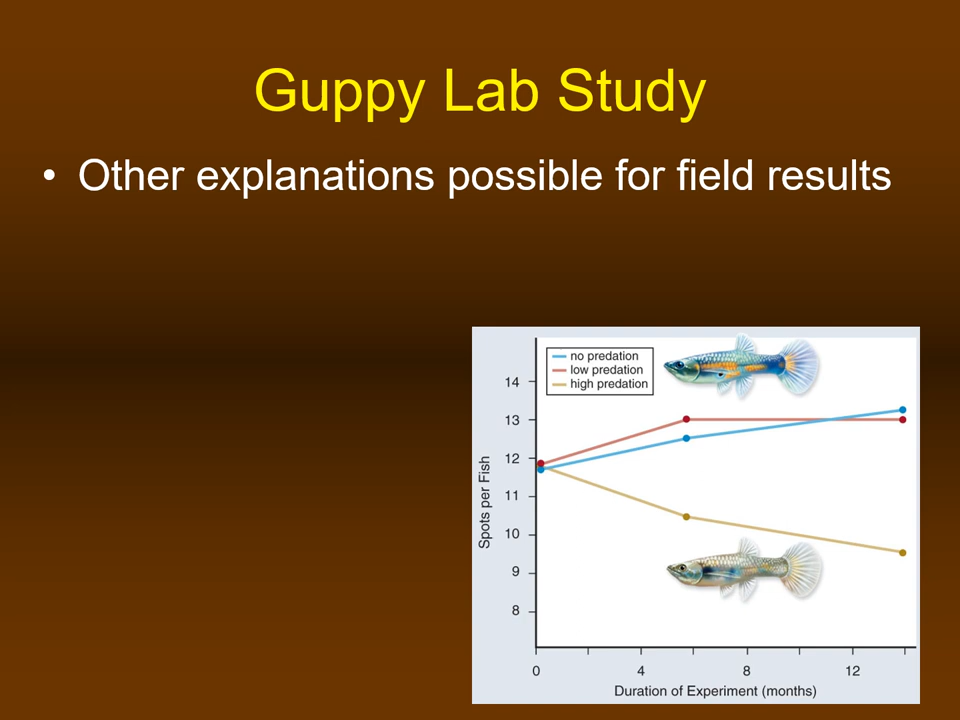 Guppy Lab Study
• Other explanations possible for field results
no predation
low predation
high predation
14
13
12
11
10
9
8
Spots per Fish
0 4 8 12
Duration of Experiment (months)